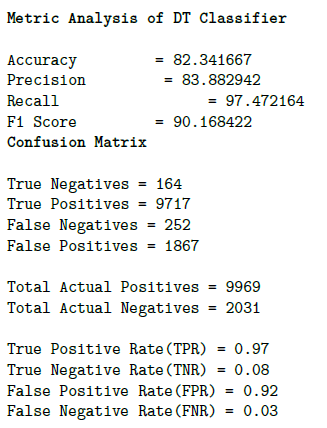 Metric Analysis of DT Classifier
Accuracy = 82.341667
Precision = 83.882942
Recall = 97.472164
F1 Score = 90.168422
Confusion Matrix
True Negatives = 164
True Positives = 9717
False Negatives = 252
False Positives = 1867
Total Actual Positives = 9969
Total Actual Negatives = 2031
True Positive Rate(TPR) = 0.97
True Negative Rate(TNR) = 0.08
False Positive Rate(FPR) = 0.92
False Negative Rate(FNR) = 0.03